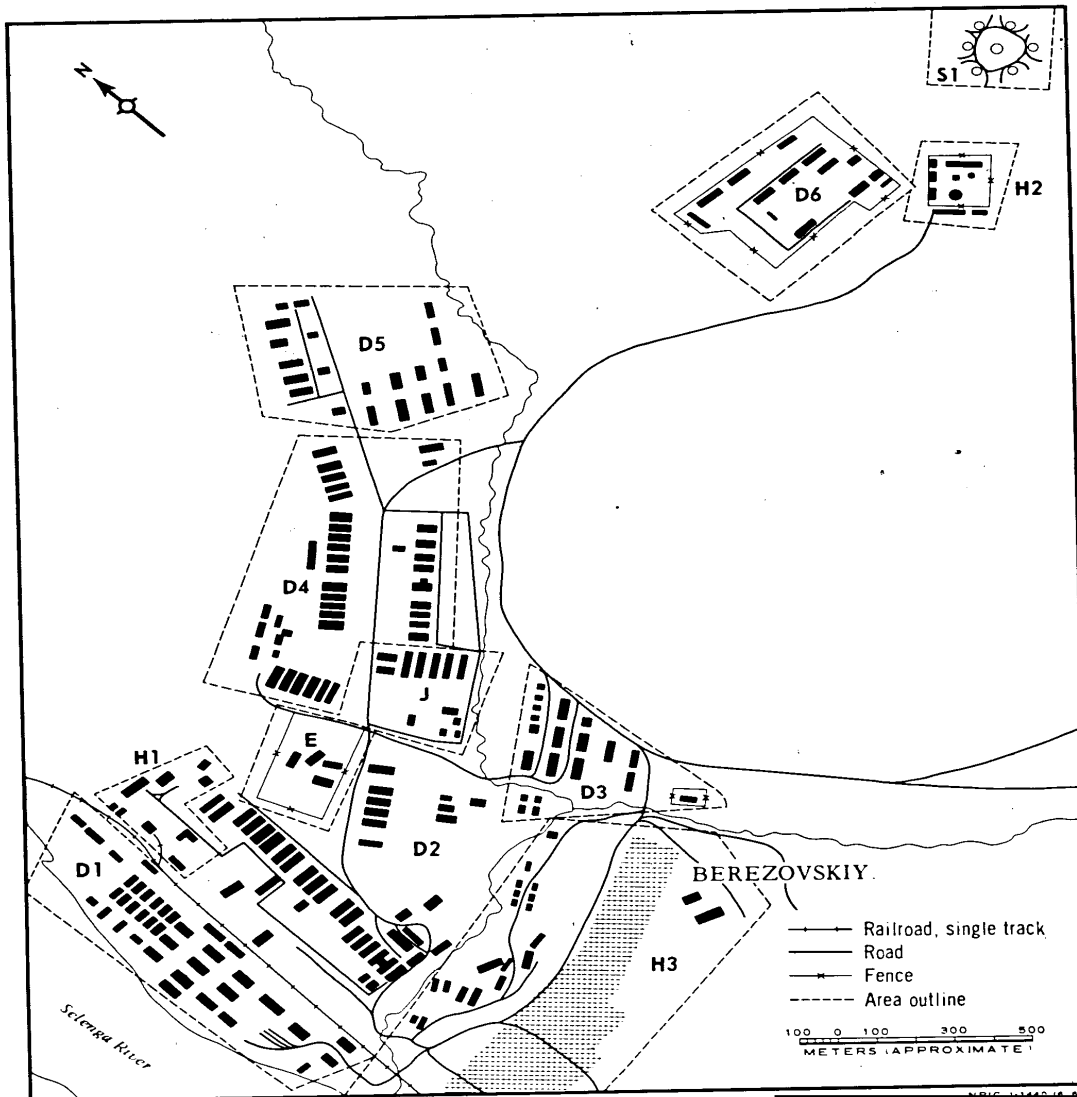 S1
N
D6
H2
D5
D4
J
E
H1
D3
D2
D1
BEREZOVSKIY
H3
Railroad, single track
Road
Fence
Area outline
Selenga River
100 0 100 300 500
METERS (APPROXIMATE)